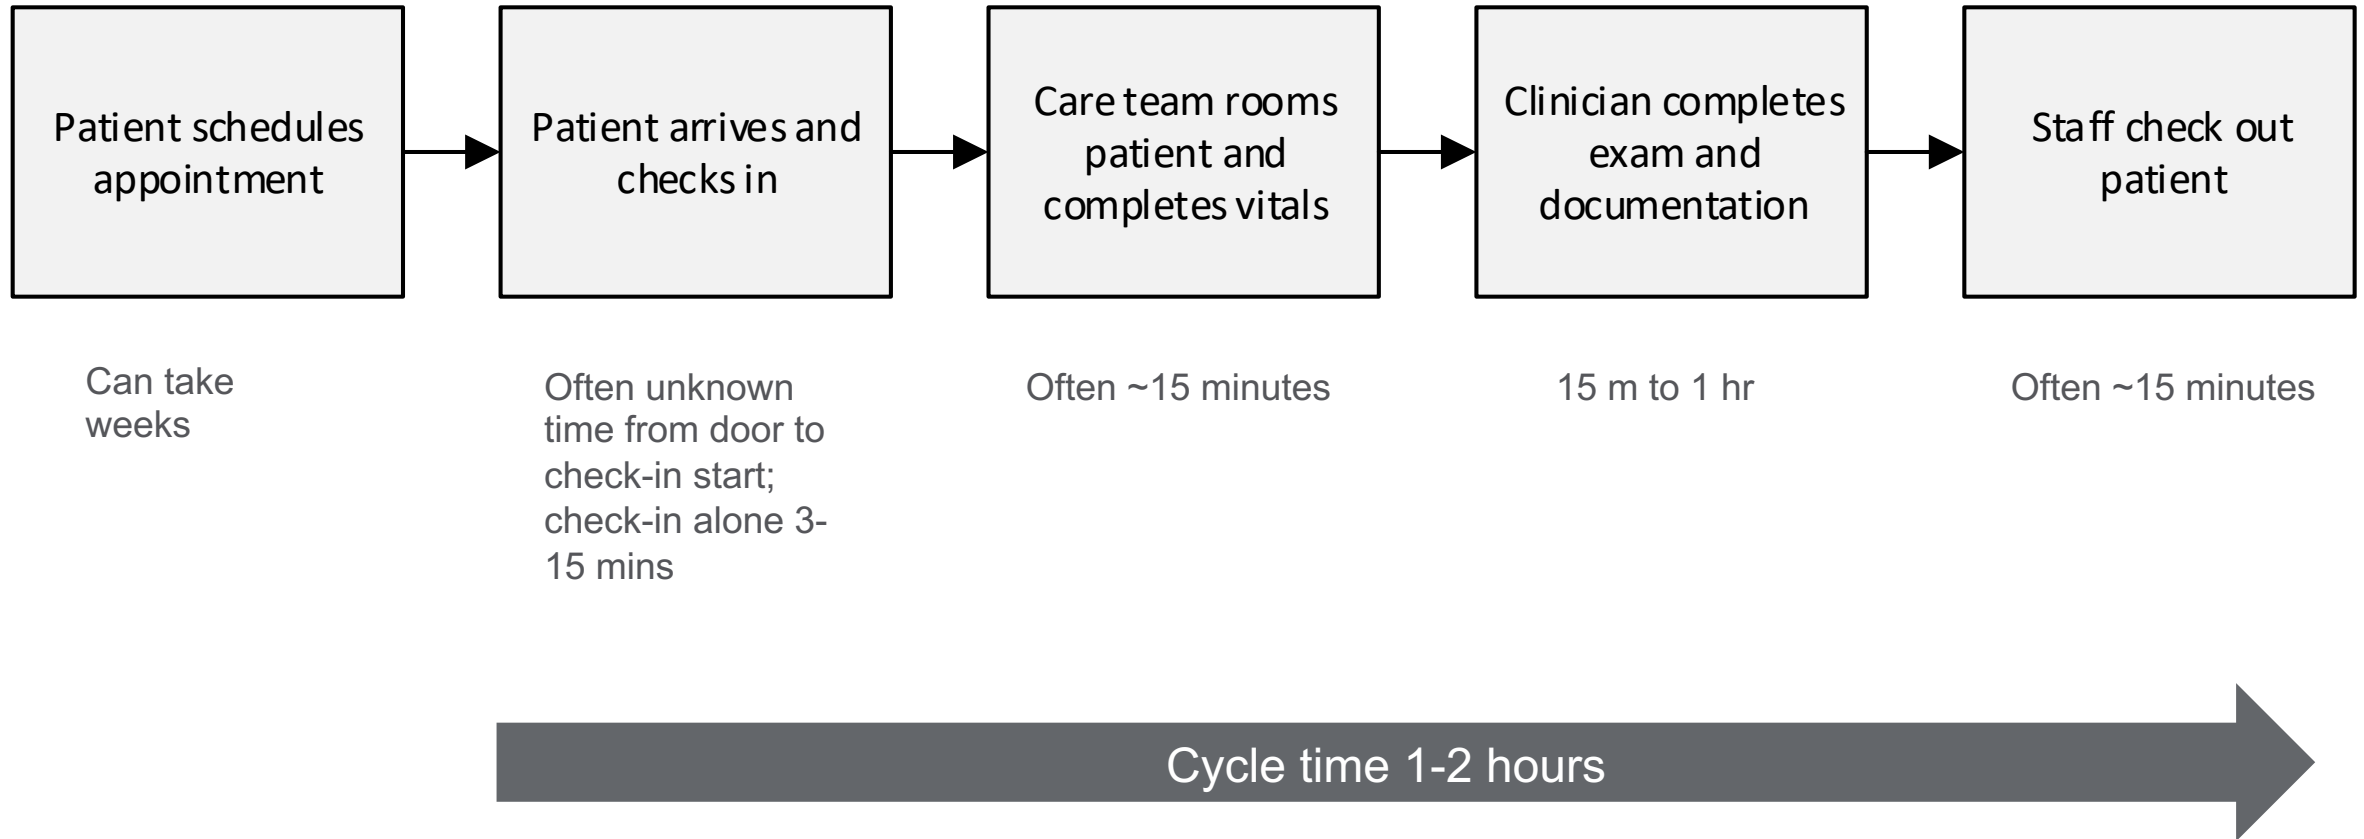 Patient schedules
appointment
Patient arrives and
checks in
Care team rooms
patient and
completes vitals
Clinician completes
exam and
documentation
Staff check out
patient
Can take
weeks
Often unknown
time from door to
check-in start;
check-in alone 3-
15 mins
Often ~15 minutes
15 m to 1 hr
Often ~15 minutes
Cycle time 1-2 hours